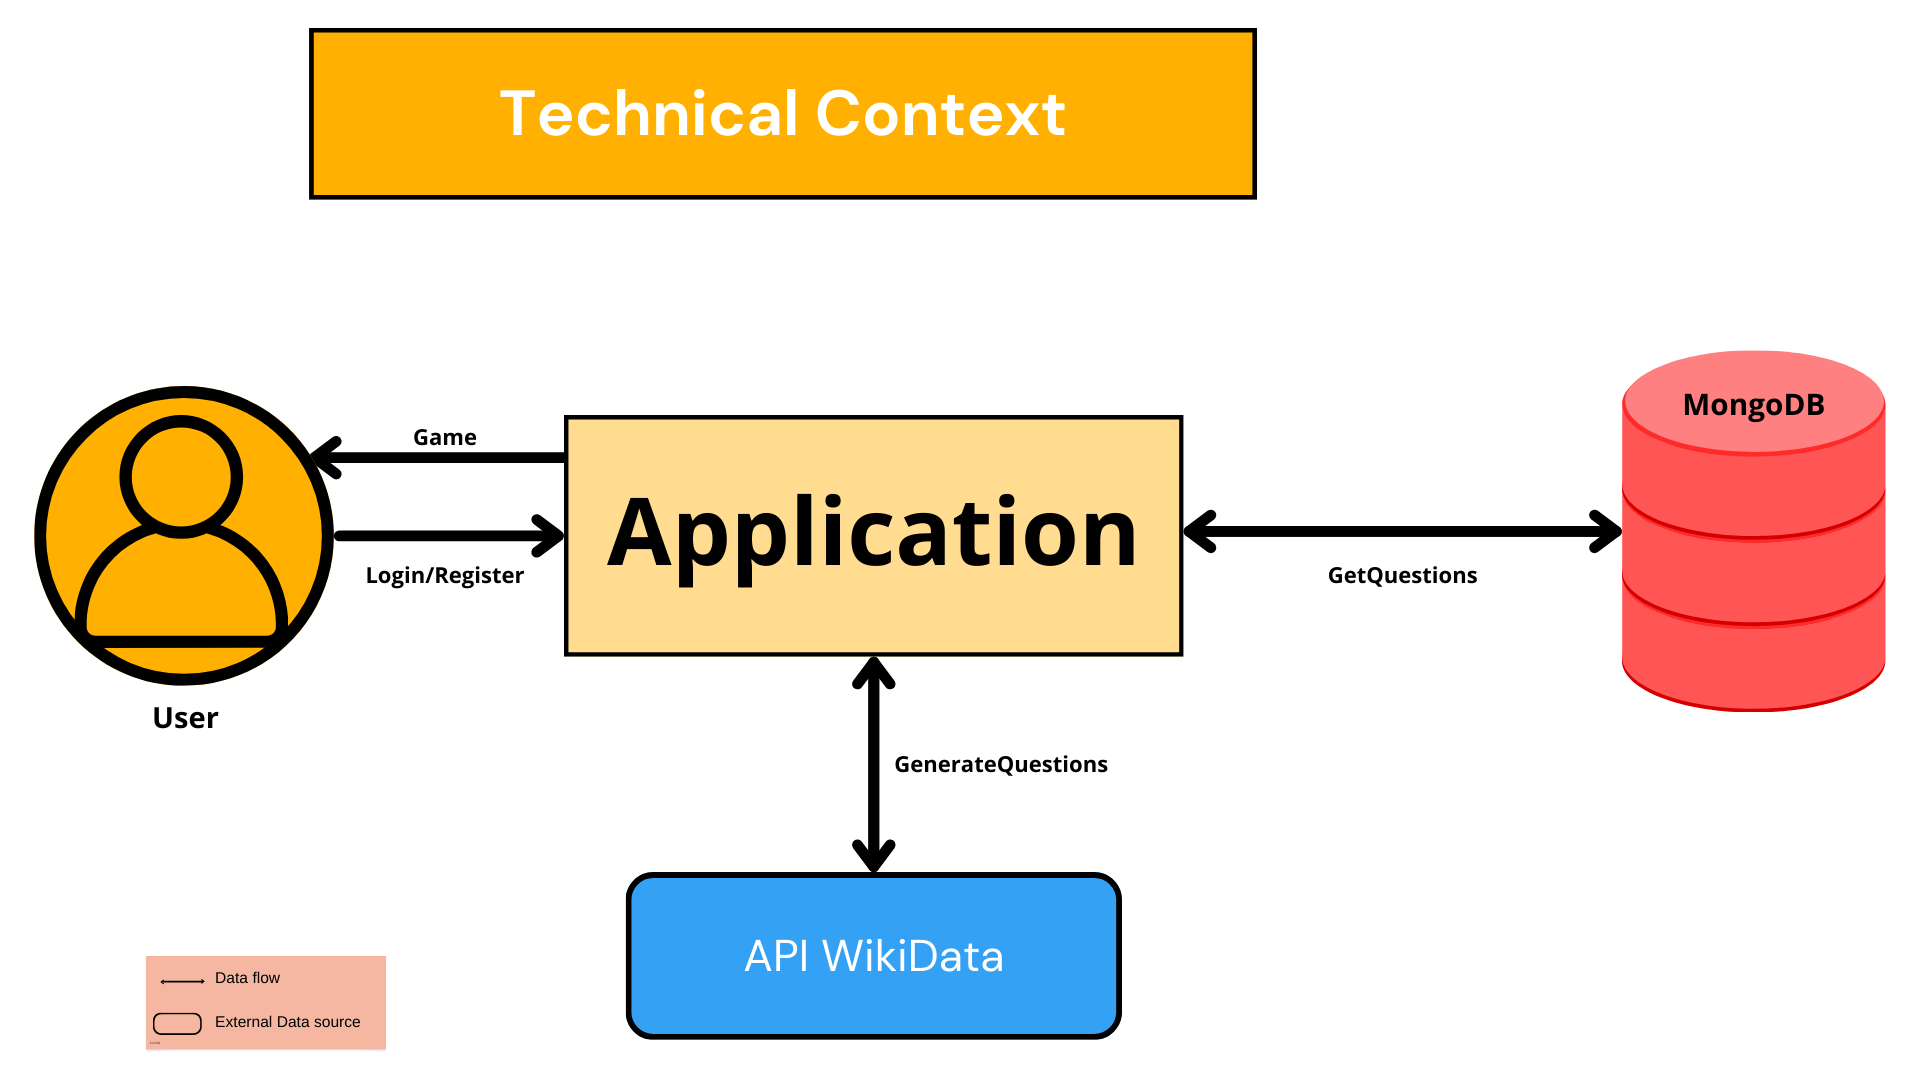 Technical Context
MongoDB
Game
Application
Login/Register
GetQuestions
User
GenerateQuestions
API WikiData
Data flow
External Data source